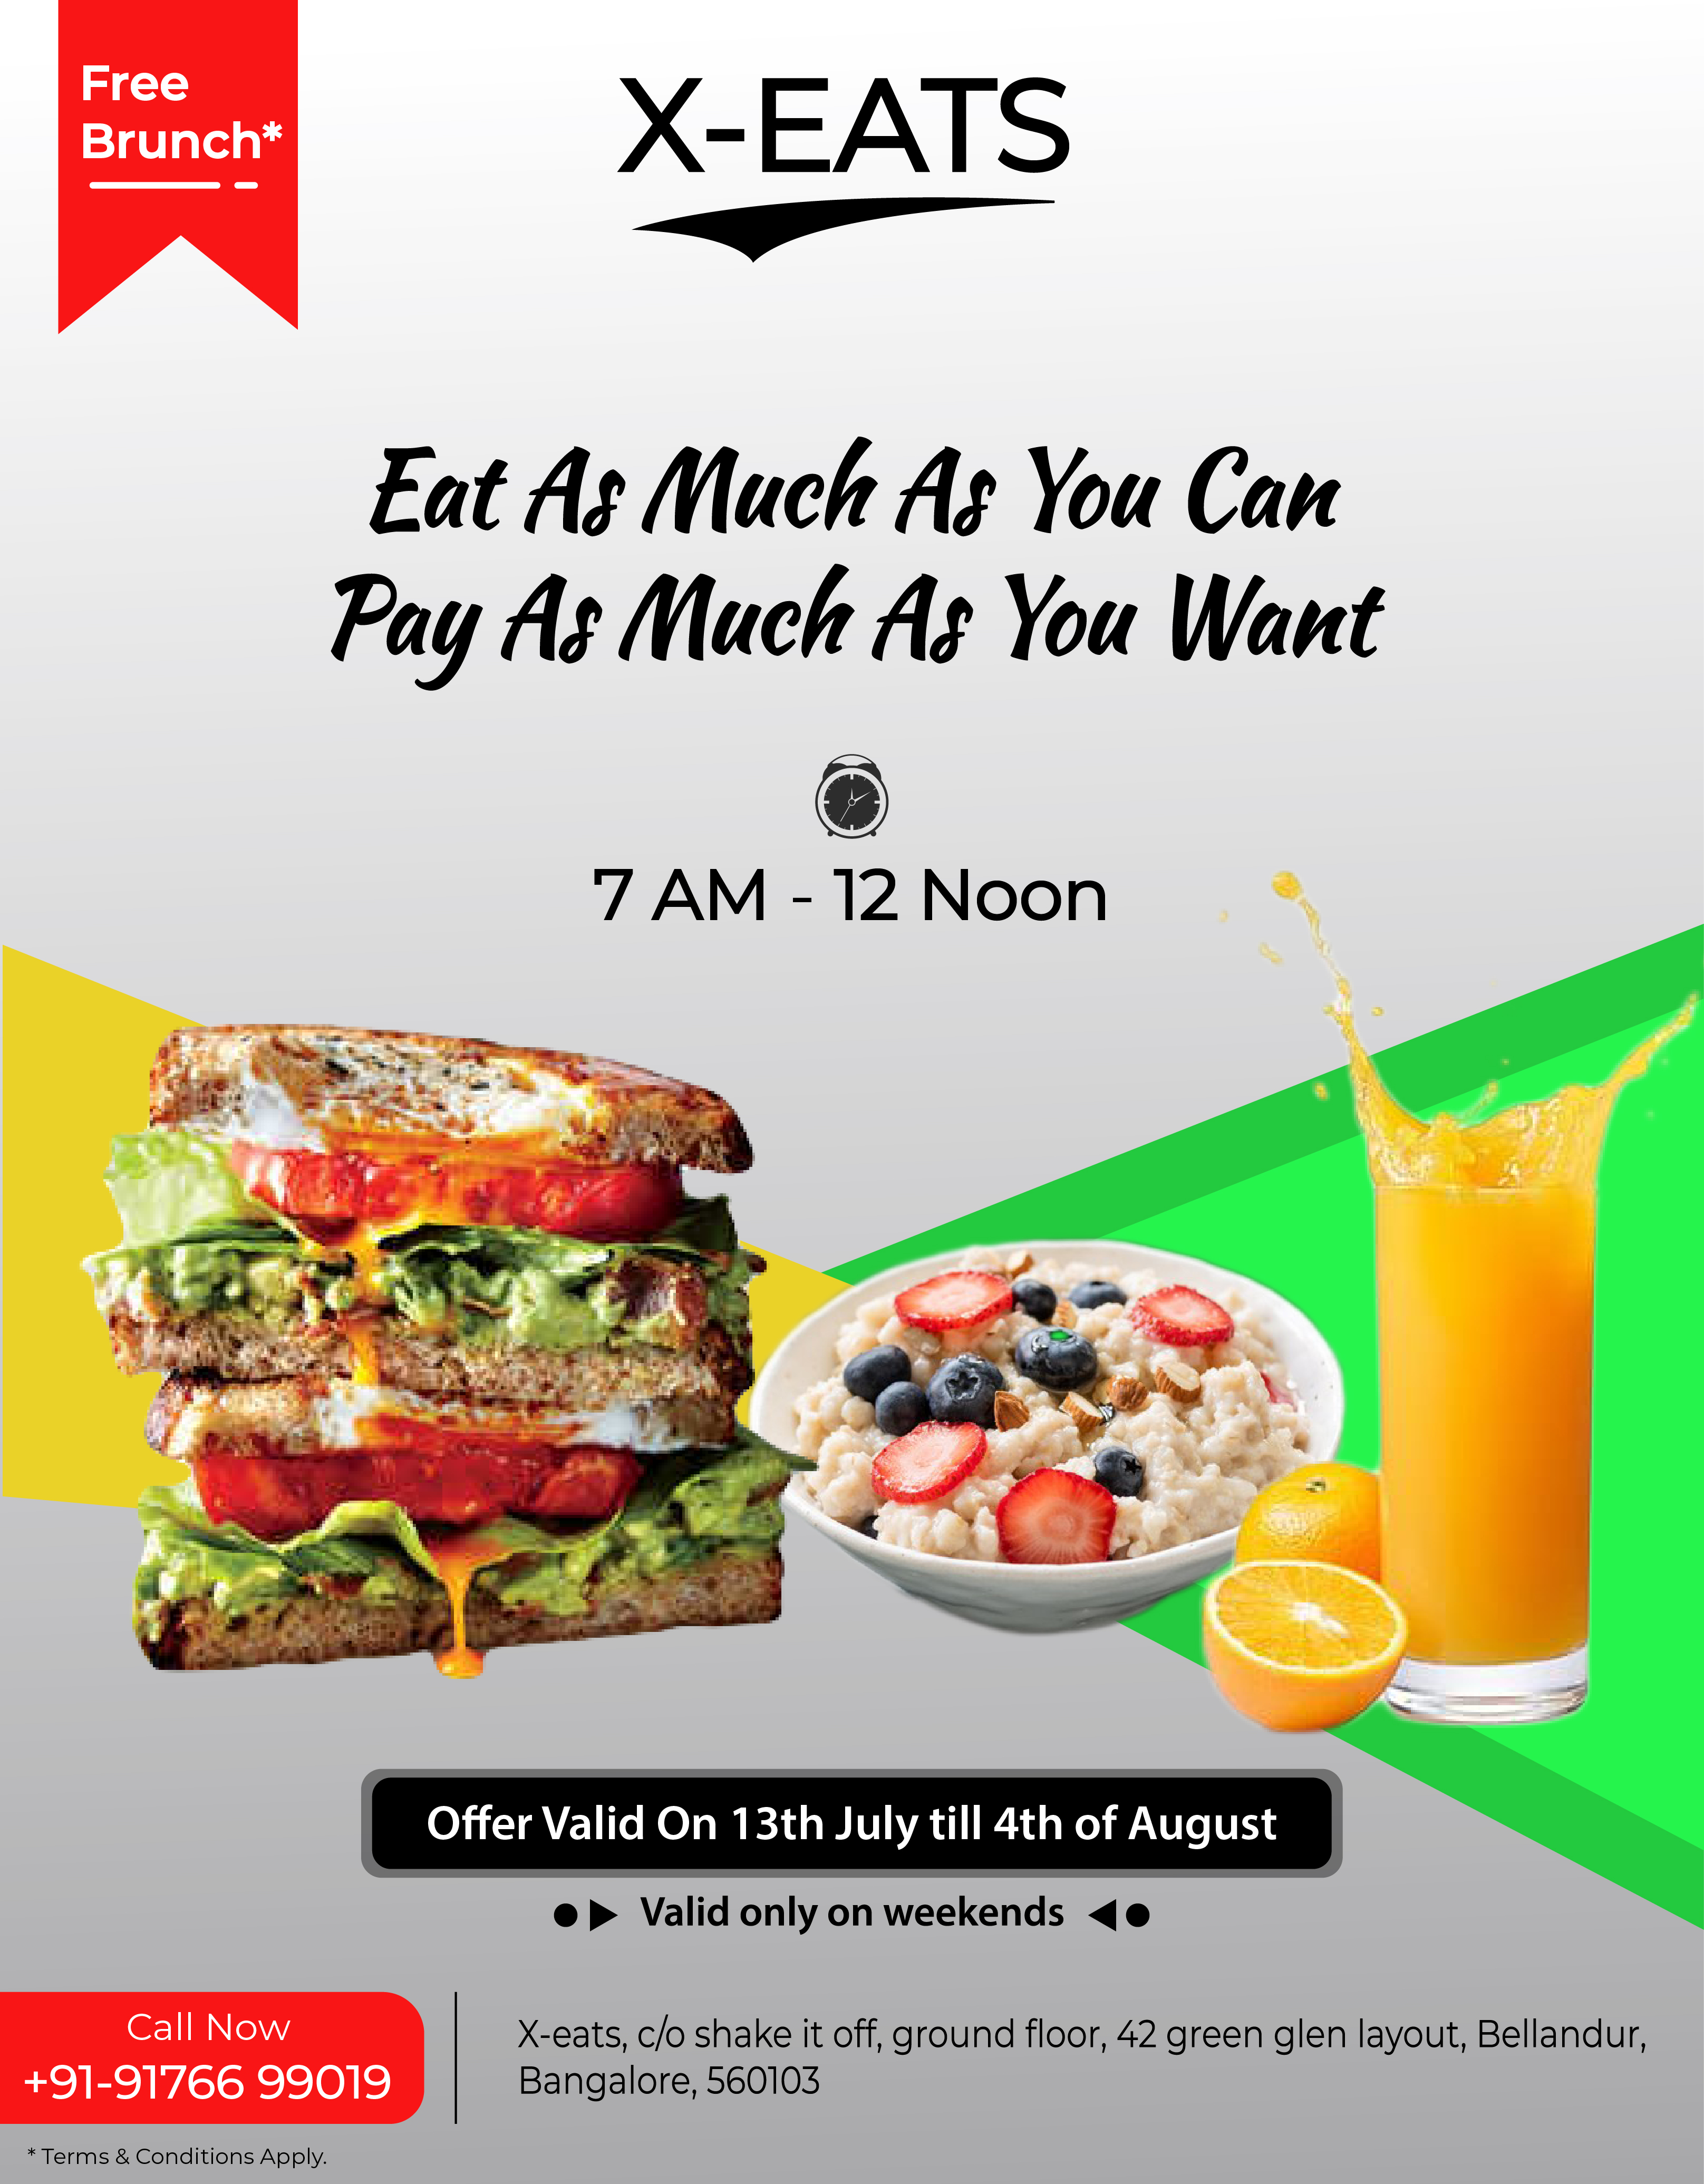 Free
Brunch*
X-EATS
Eat As Much As You Can
Pay As Much As You Want
7 AM - 12 Noon
Offer Valid On 13th July till 4th of August
Valid only on weekends
Call Now
+91-91766 99019
X-eats, c/o shake it off, ground floor, 42 green glen layout, Bellandur,
Bangalore, 560103
* Terms & Conditions Apply.